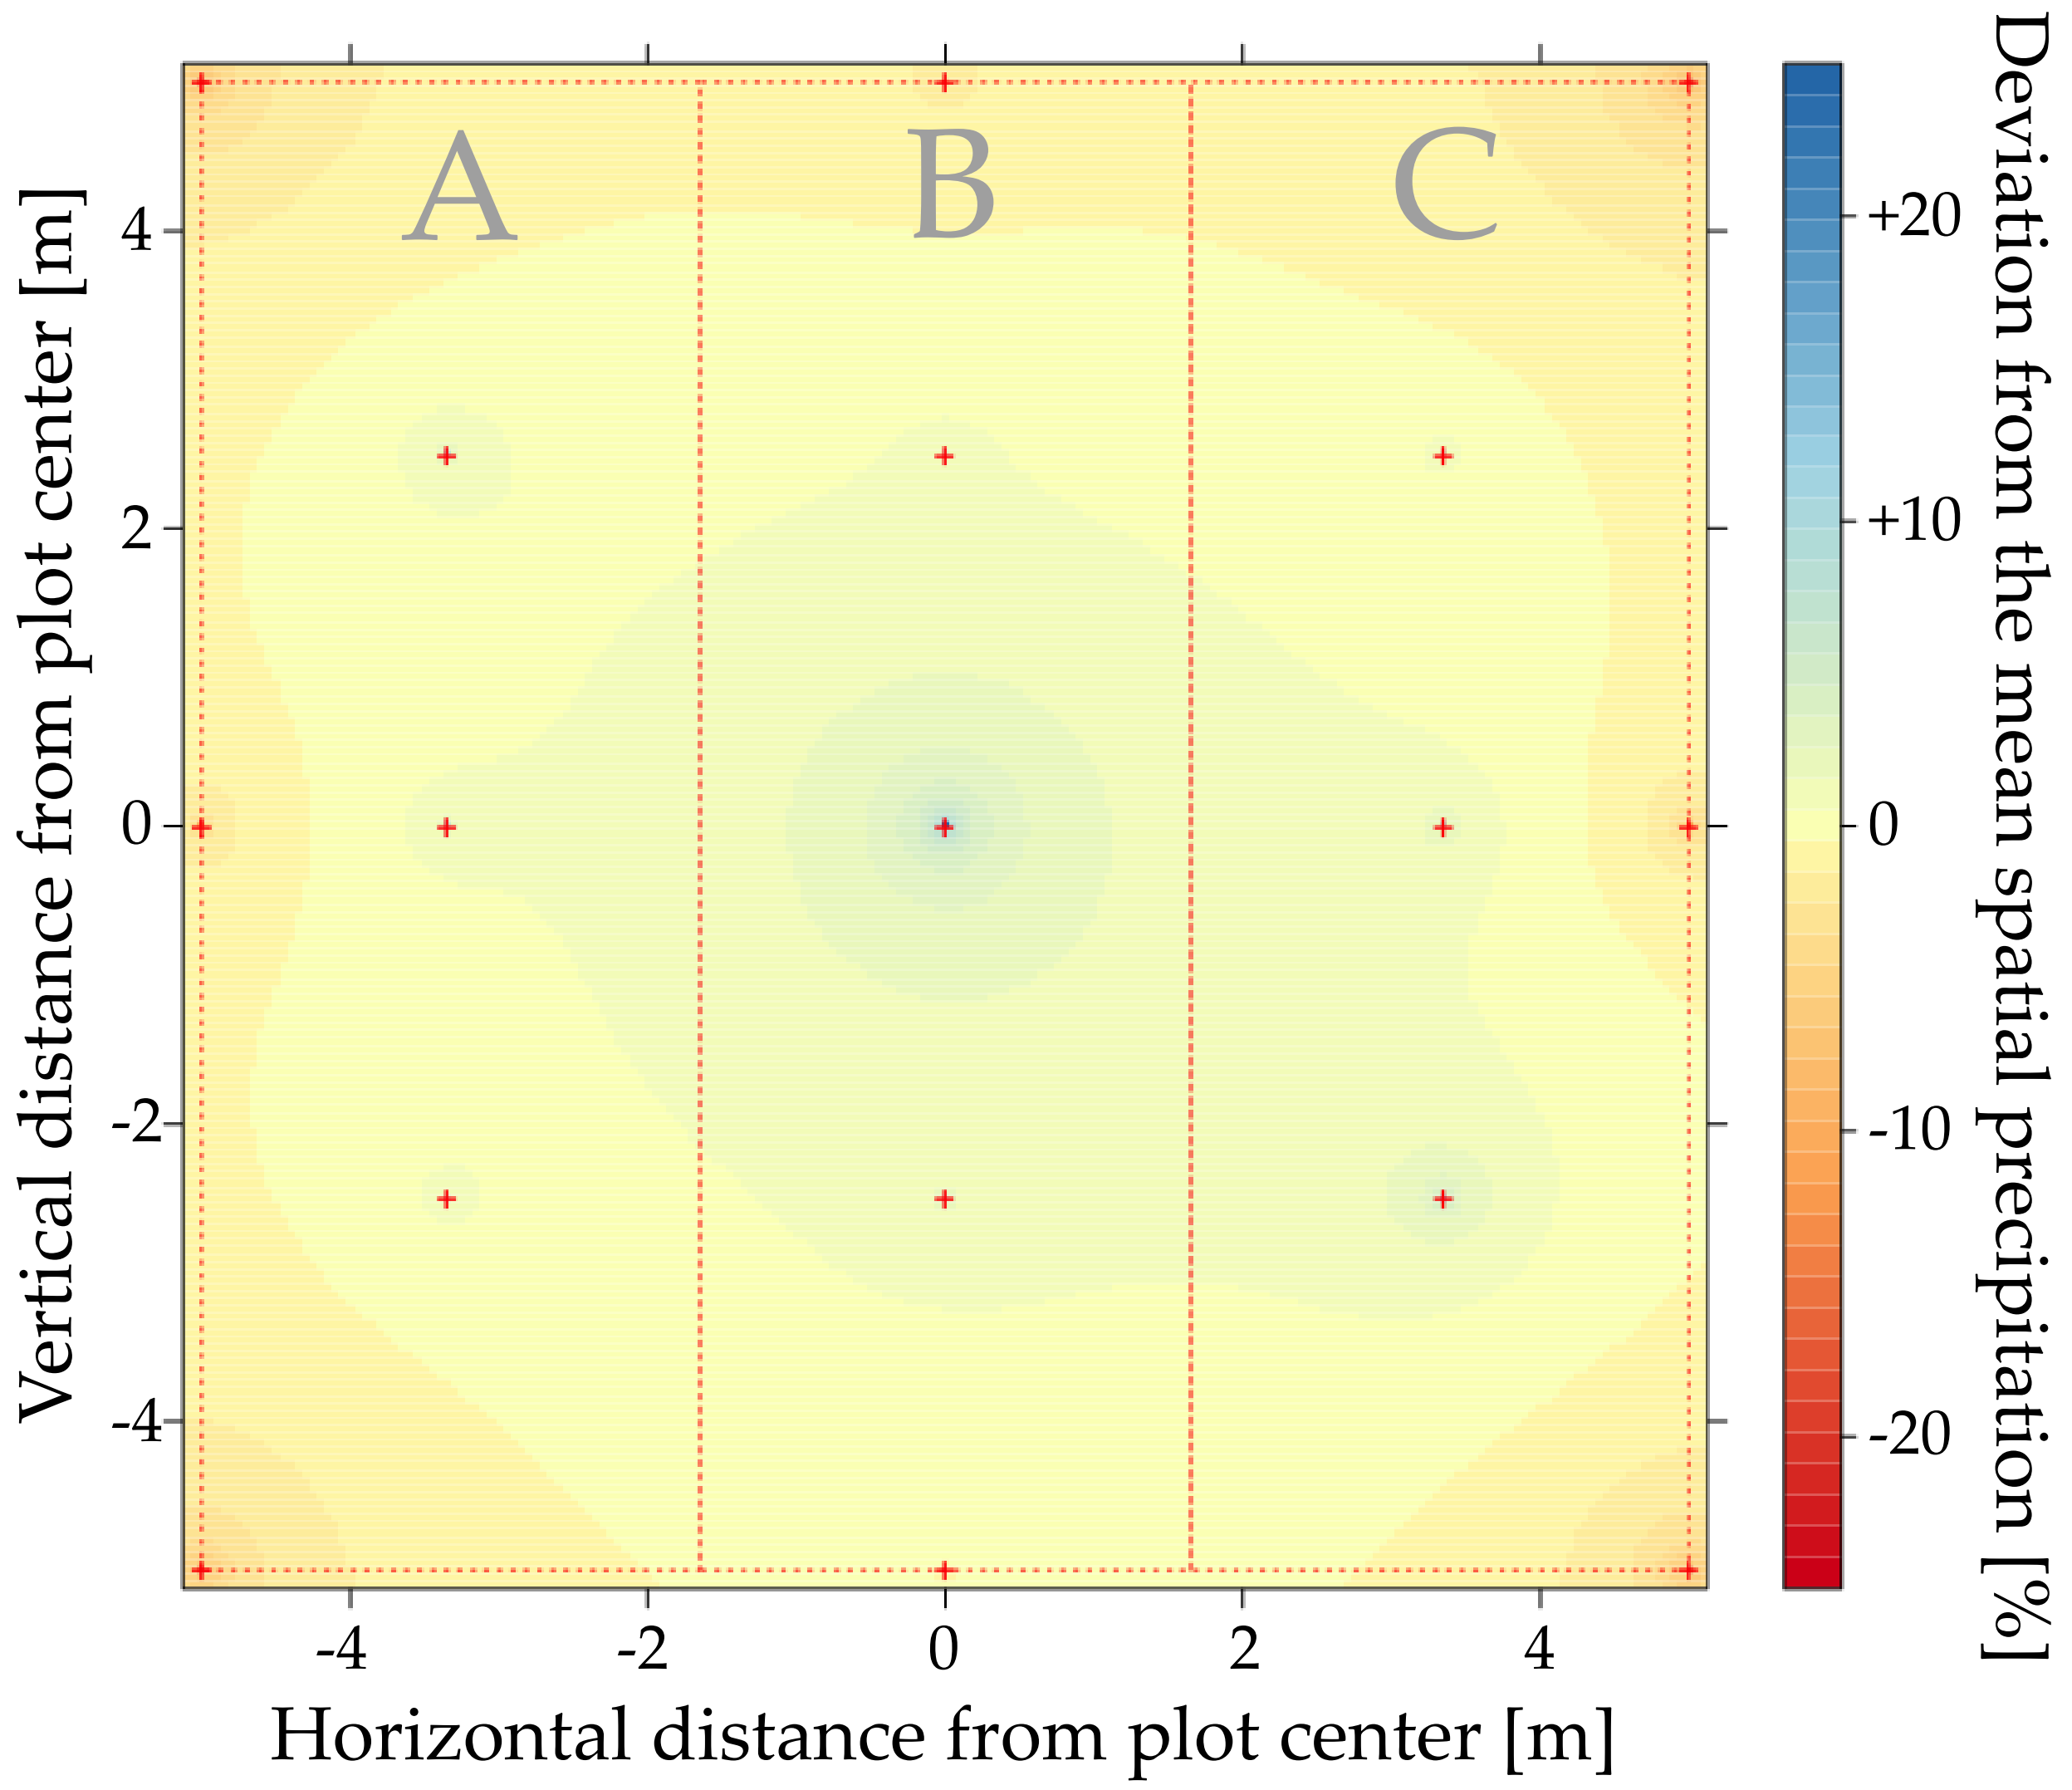 A B C
Vertical distance from plot center [m]
4
2
0
-2
-4
-4 -2 0 2 4
Horizontal distance from plot center [m]
+20
+10
0
-10
-20
Deviation from the mean spatial precipitation [%]